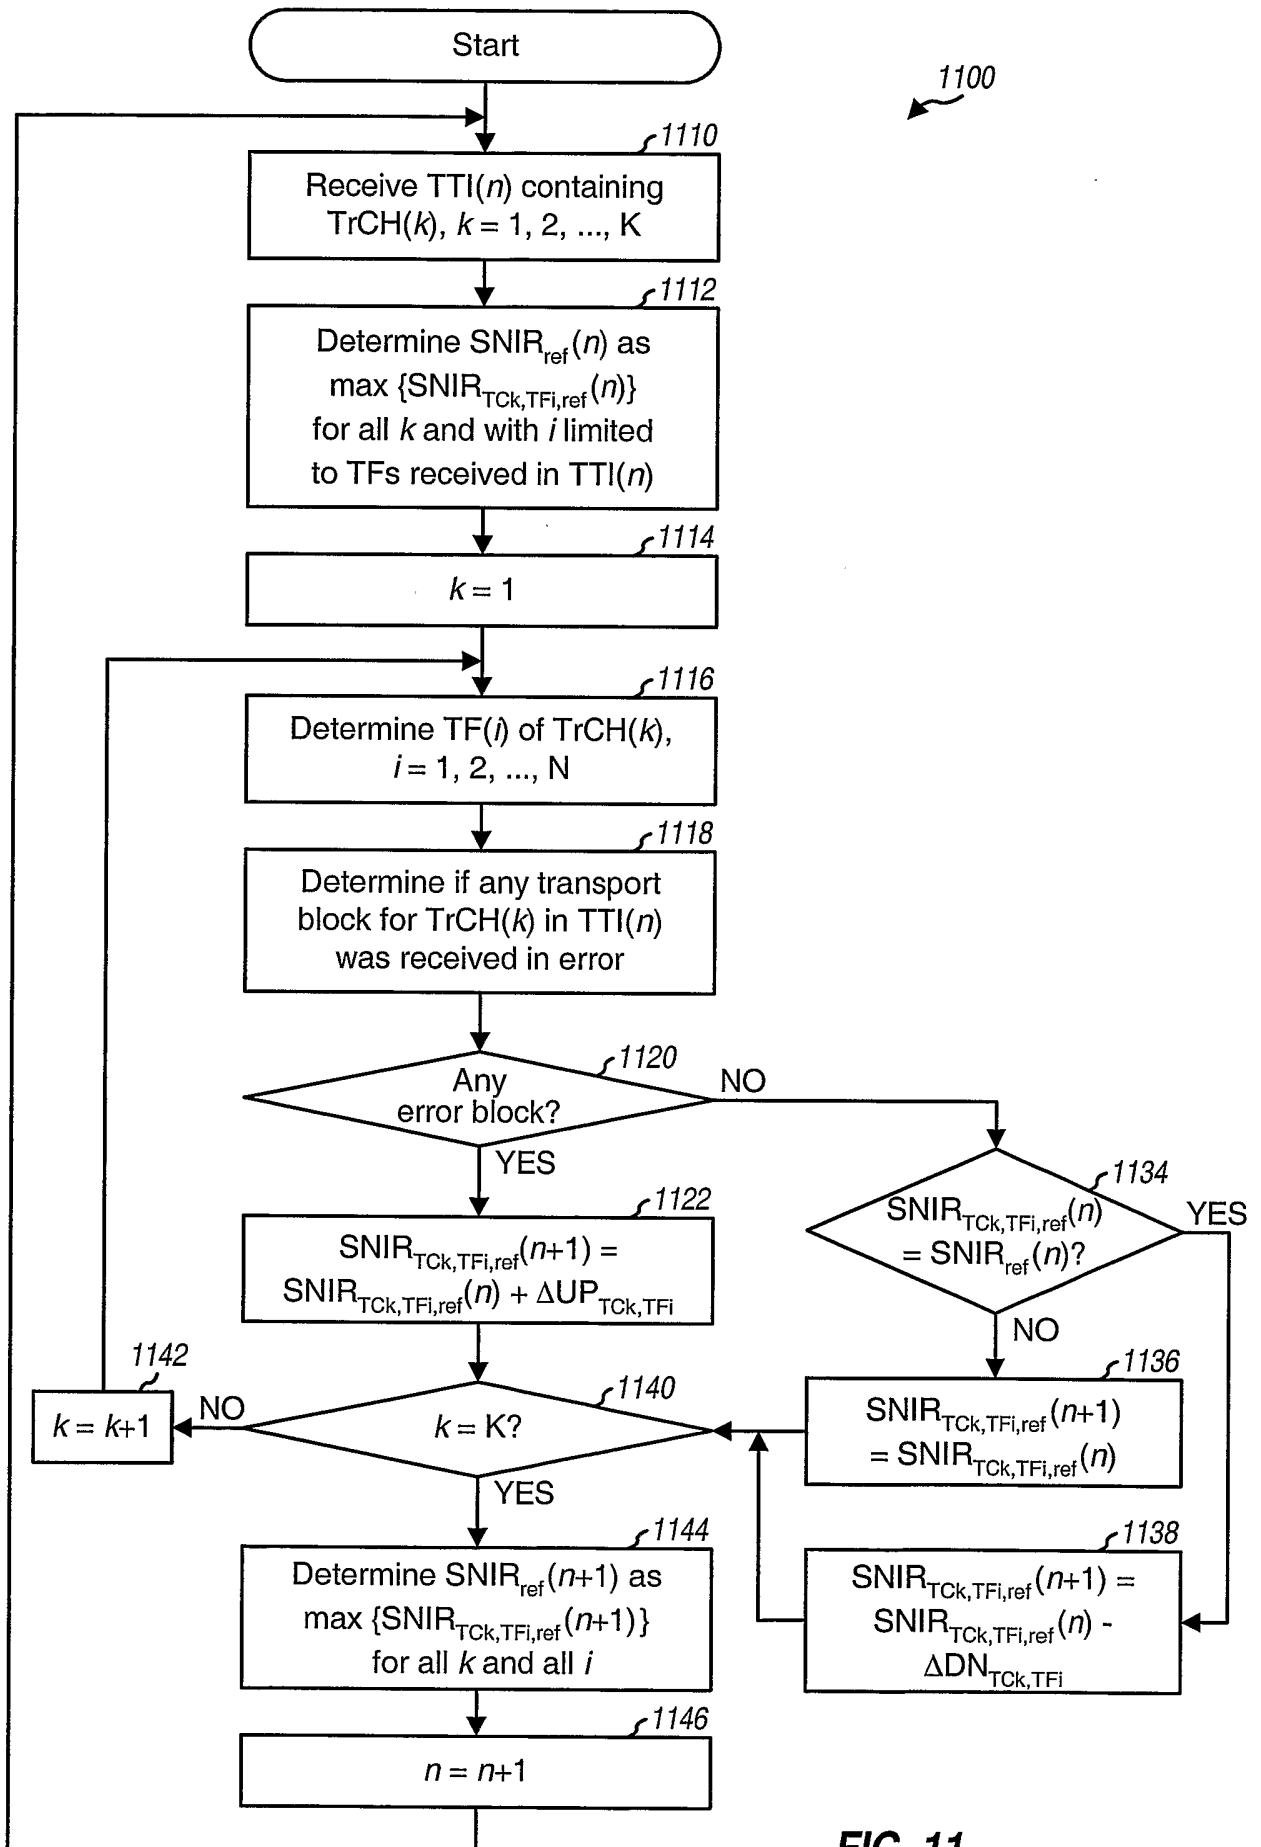 Start
1100
1110
Receive TTI(n) containing
TrCH(k), k = 1, 2, ..., K
1112
Determine SNIRref(n) as
max {SNIRTCk,TFi,ref(n)}
for all k and with i limited
to TFs received in TTI(n)
1114
k = 1
1116
Determine TF(i) of TrCH(k),
i = 1, 2, ..., N
1118
Determine if any transport
block for TrCH(k) in TTI(n)
was received in error
1120
Any
error block?
NO
YES
1134
SNIRTCk,TFi,ref(n)
= SNIRref(n)?
YES
NO
1122
SNIRTCk,TFi,ref(n+1) =
SNIRTCk,TFi,ref(n) + ΔUPTCk,TFi
1136
SNIRTCk,TFi,ref(n+1)
= SNIRTCk,TFi,ref(n)
1142
k = k+1
NO
1140
k = K?
YES
1138
SNIRTCk,TFi,ref(n+1) =
SNIRTCk,TFi,ref(n) -
ΔDNTCk,TFi
1144
Determine SNIRref(n+1) as
max {SNIRTCk,TFi,ref(n+1)}
for all k and all i
1146
n = n+1
FIG. 11